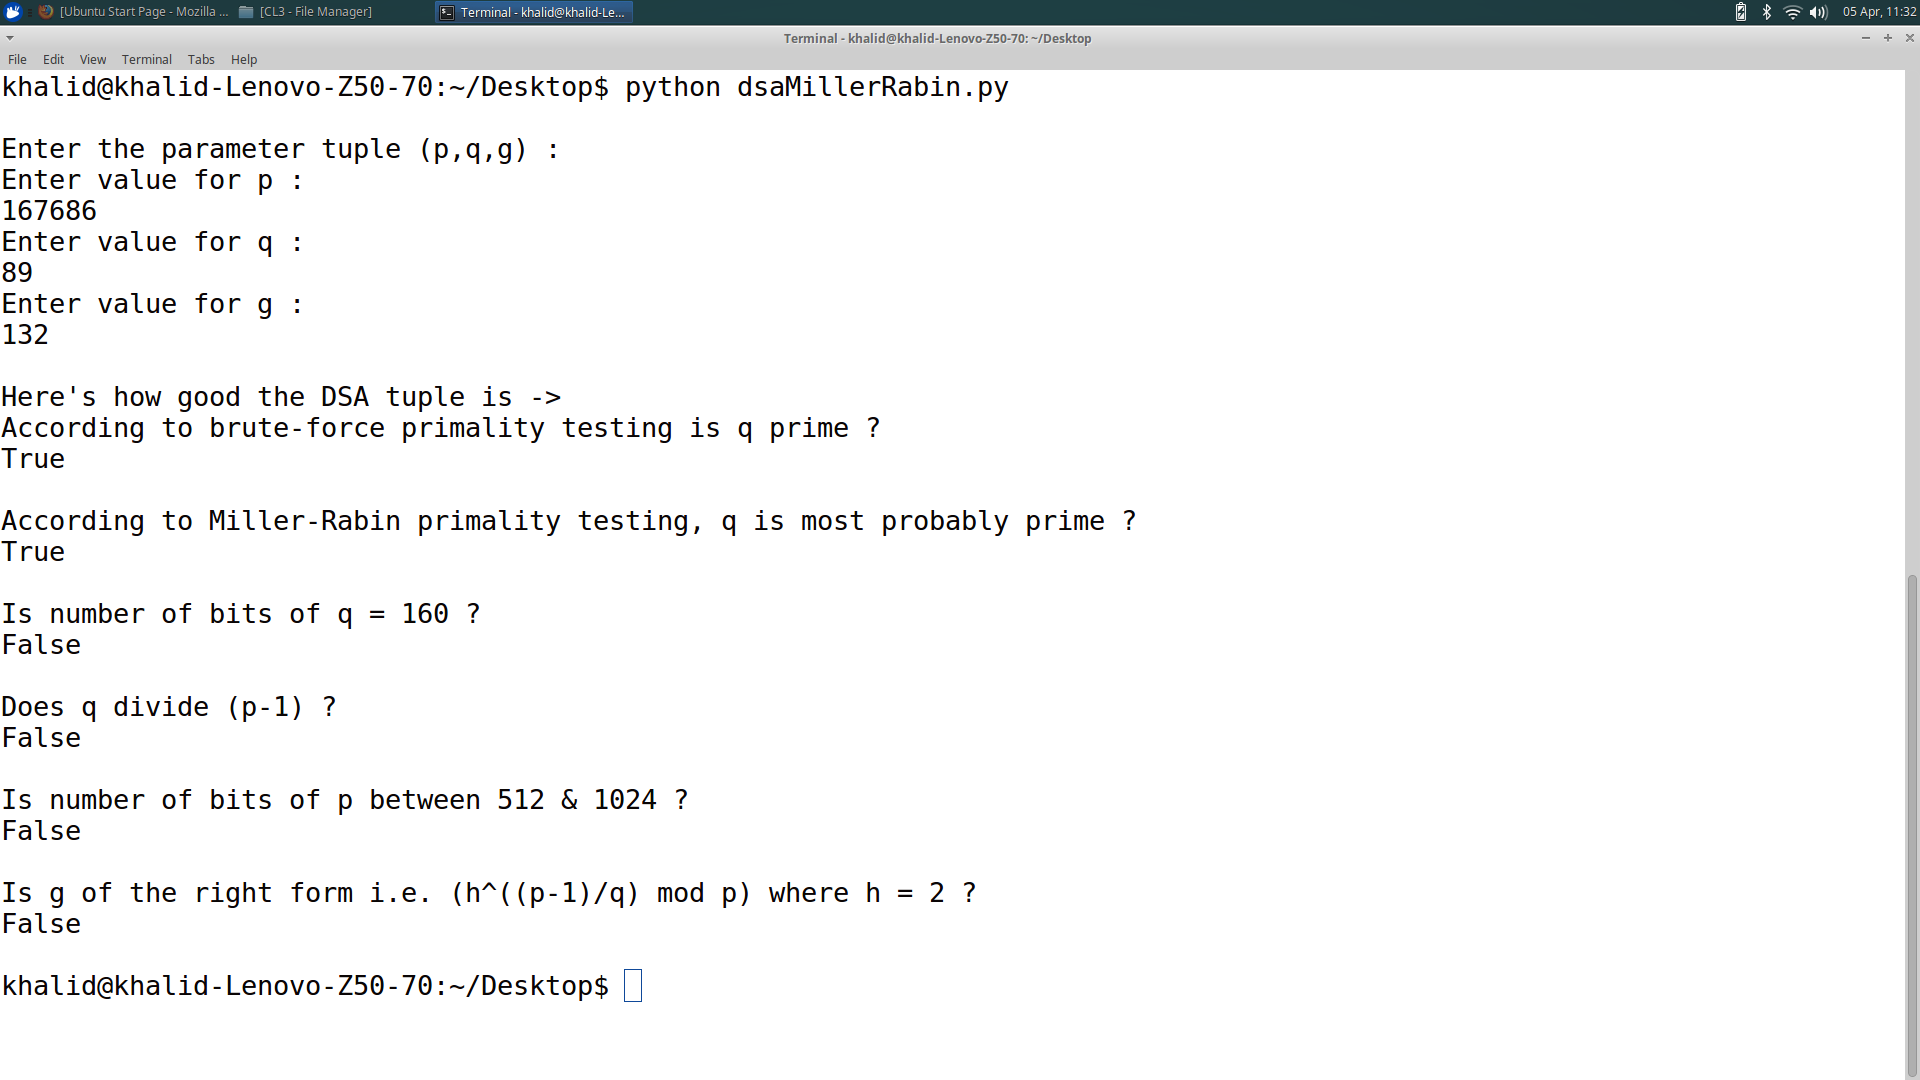 [Ubuntu Start Page - Mozilla ... [CL3 - File Manager] Terminal - khalid@khalid-Le... 05 Apr, 11:32
Terminal - khalid@khalid-Lenovo-Z50-70: ~/Desktop
File Edit View Terminal Tabs Help
khalid@khalid-Lenovo-Z50-70:~/Desktop$ python dsaMillerRabin.py
Enter the parameter tuple (p,q,g) :
Enter value for p :
167686
Enter value for q :
89
Enter value for g :
132
Here's how good the DSA tuple is ->
According to brute-force primality testing is q prime ?
True
According to Miller-Rabin primality testing, q is most probably prime ?
True
Is number of bits of q = 160 ?
False
Does q divide (p-1) ?
False
Is number of bits of p between 512 & 1024 ?
False
Is g of the right form i.e. (h^((p-1)/q) mod p) where h = 2 ?
False
khalid@khalid-Lenovo-Z50-70:~/Desktop$